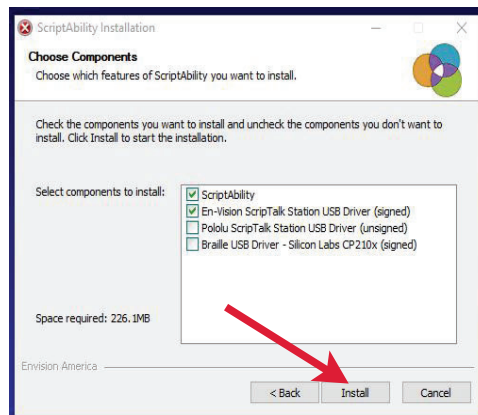 ScriptAbility Installation
Choose Components
Choose which features of ScriptAbility you want to install.
Check the components you want to install and uncheck the components you don't want to
install. Click Install to start the installation.
Select components to install:
ScriptAbility
En-Vision ScripTalk Station USB Driver (signed)
Pololu ScripTalk Station USB Driver (unsigned)
Braille USB Driver - Silicon Labs CP210x (signed)
Space required: 226.1MB
Envision America
< Back
Install
Cancel